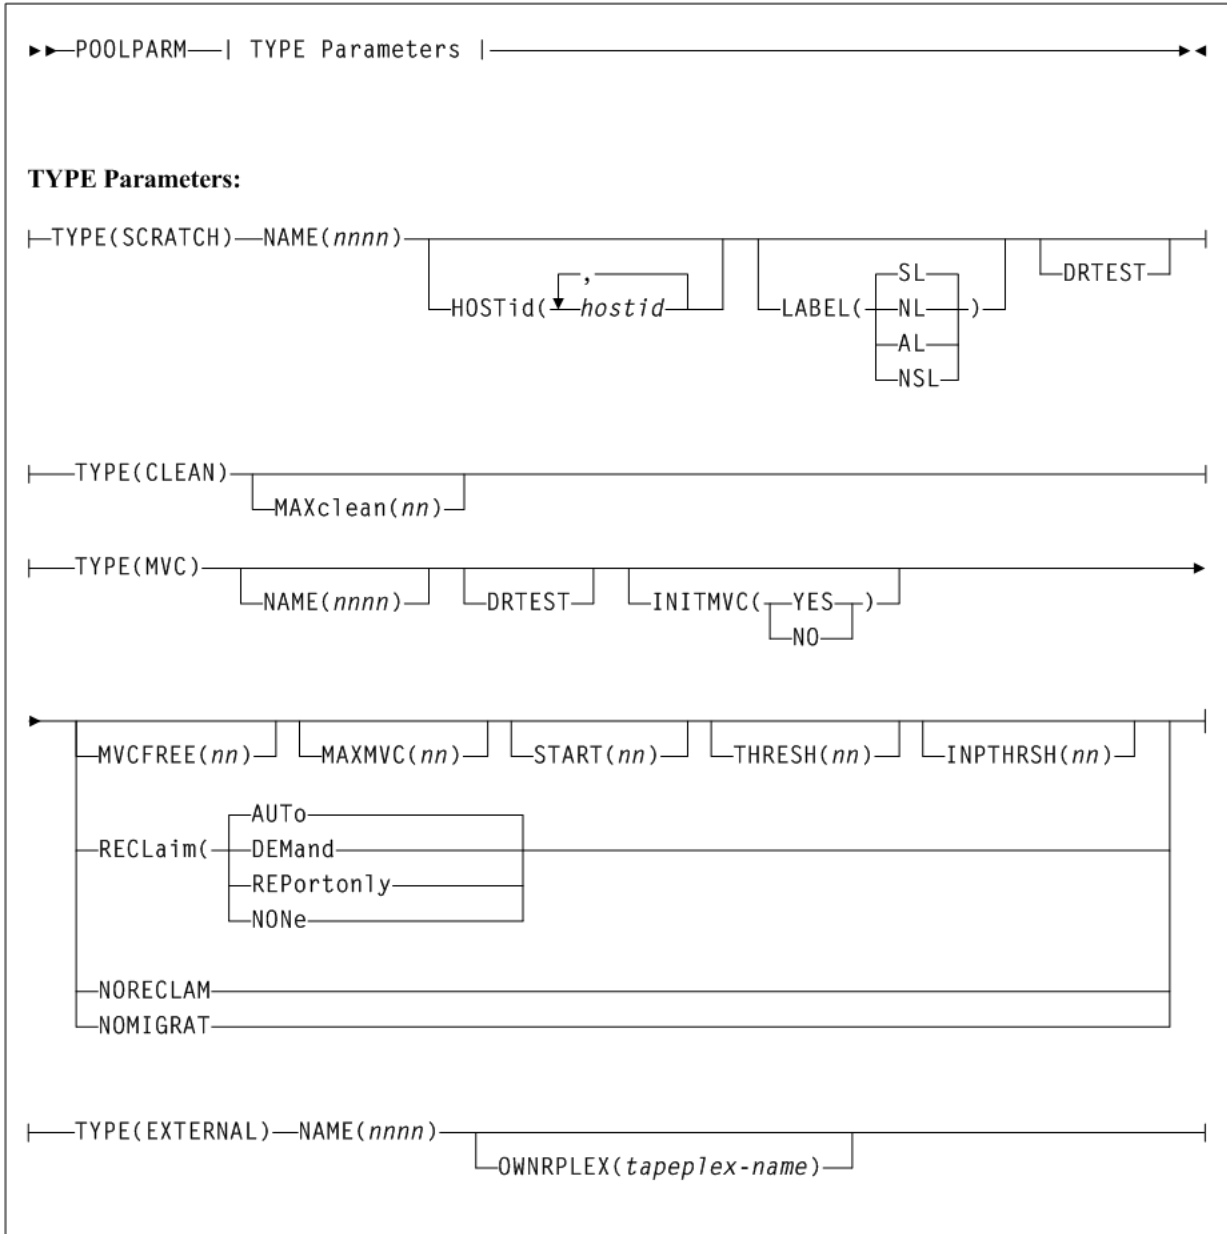 POOLPARM | TYPE Parameters |
TYPE Parameters:
TYPE(SCRATCH) NAME(nnnn)
HOSTid( , hostid
LABEL( SL NL AL NSL )
DRTEST
TYPE(CLEAN)
MAXclean(nn)
TYPE(MVC)
NAME(nnnn) DRTEST INITMVC( YES )
NO
MVCFREE(nn) MAXMVC(nn) START(nn) THRESH(nn) INPTHRSH(nn)
AUTo
RECLaim( DEMand
REPortonly
NONe
NORECLAM
NOMIGRAT
TYPE(EXTERNAL) NAME(nnnn)
OWNRPLEX(tapeplex-name)